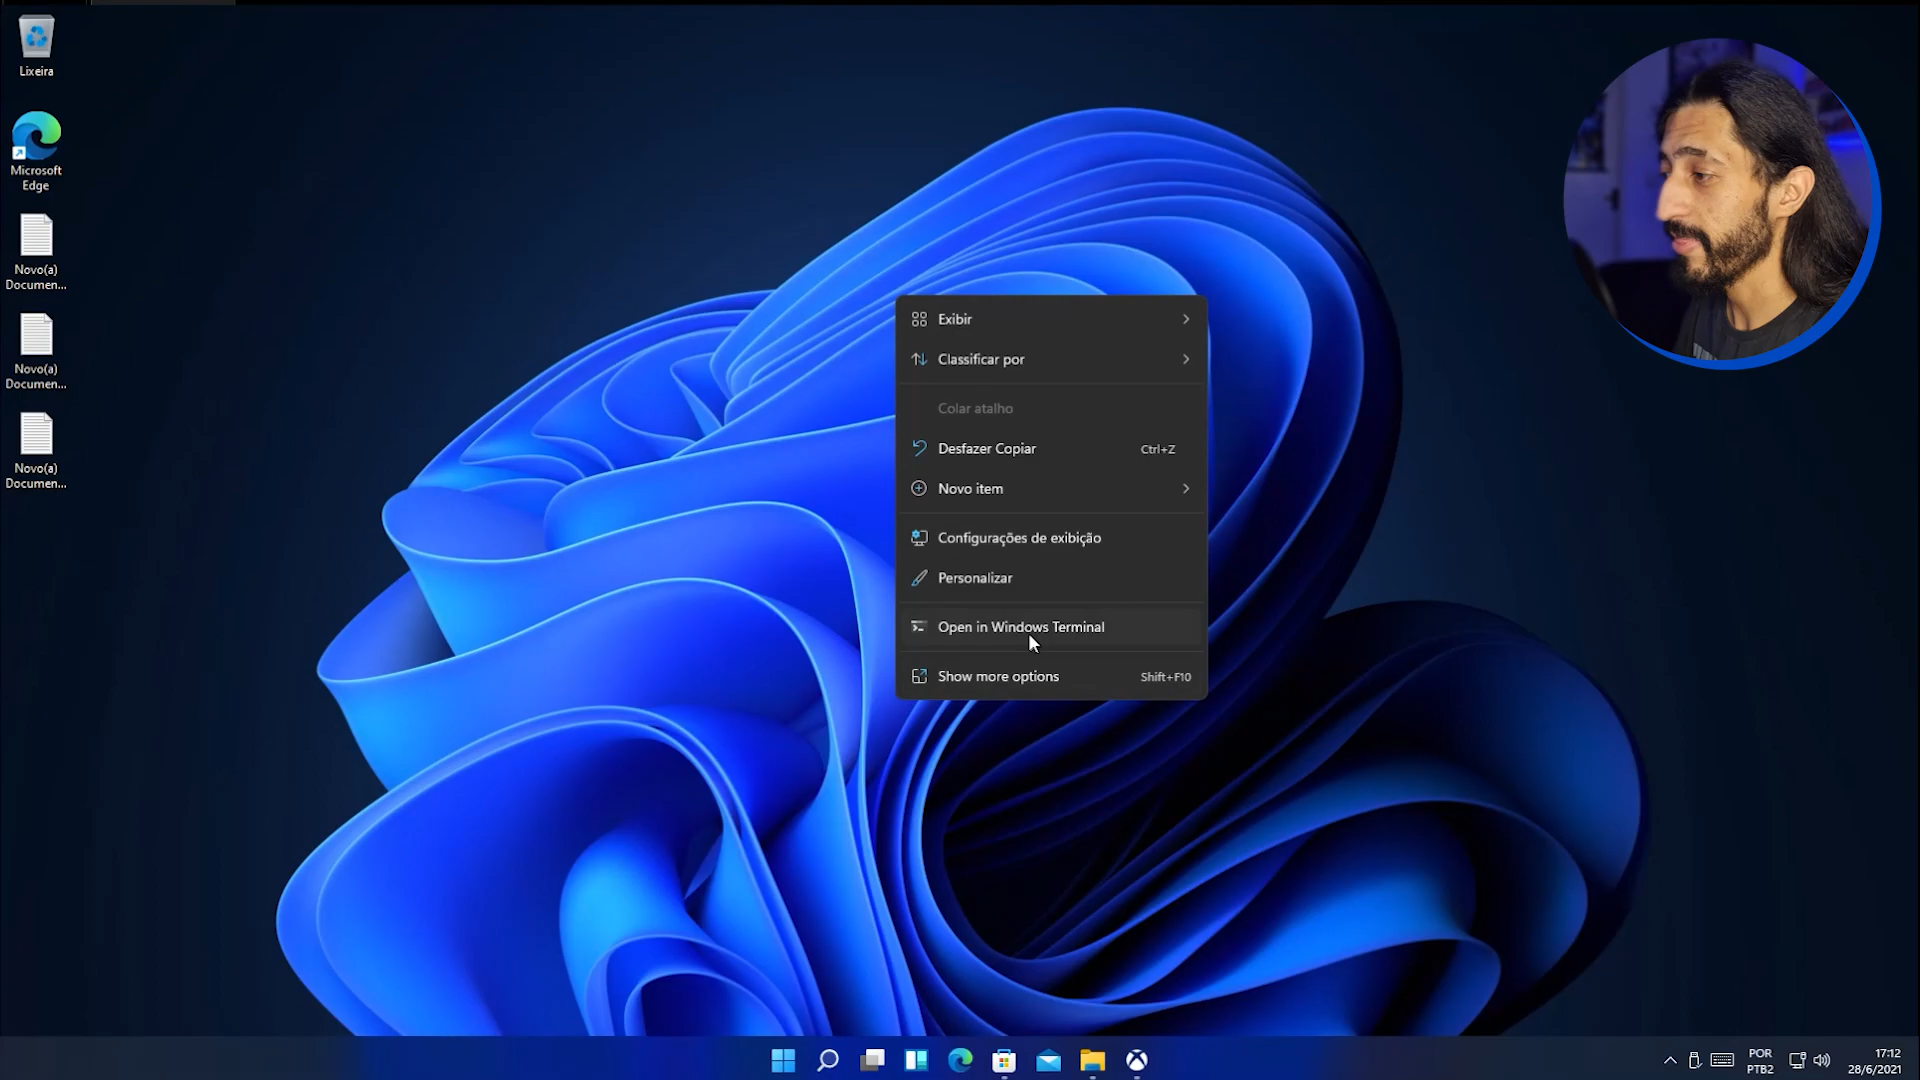 Lixeira
Microsoft
Edge
Novo(a)
Documen...
Novo(a)
Documen...
Novo(a)
Documen...
Exibir
Classificar por
Colar atalho
Desfazer Copiar Ctrl+Z
Novo item
Configurações de exibição
Personalizar
Open in Windows Terminal
Show more options Shift+F10
POR
PTB2
17:12
28/6/2021